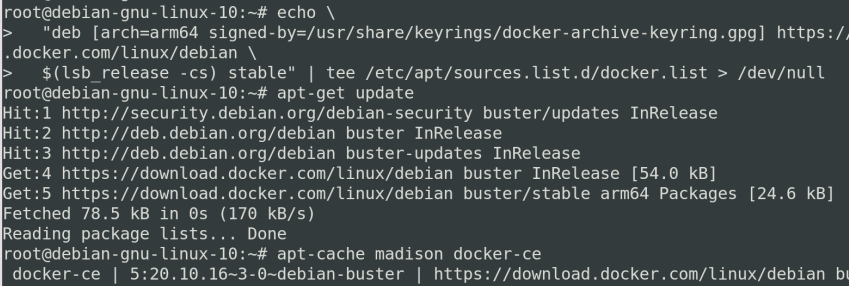 root@debian-gnu-linux-10:~# echo \
>   "deb [arch=arm64 signed-by=/usr/share/keyrings/docker-archive-keyring.gpg] https:/
.docker.com/linux/debian \
>   $(lsb_release -cs) stable" | tee /etc/apt/sources.list.d/docker.list > /dev/null
root@debian-gnu-linux-10:~# apt-get update
Hit:1 http://security.debian.org/debian-security buster/updates InRelease
Hit:2 http://deb.debian.org/debian buster InRelease
Hit:3 http://deb.debian.org/debian buster-updates InRelease
Get:4 https://download.docker.com/linux/debian buster InRelease [54.0 kB]
Get:5 https://download.docker.com/linux/debian buster/stable arm64 Packages [24.6 kB]
Fetched 78.5 kB in 0s (170 kB/s)
Reading package lists... Done
root@debian-gnu-linux-10:~# apt-cache madison docker-ce
 docker-ce | 5:20.10.16~3-0~debian-buster | https://download.docker.com/linux/debian bu